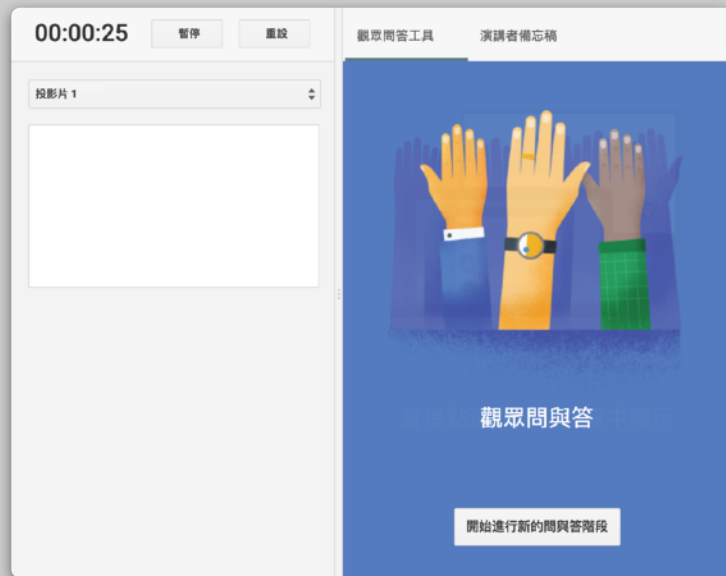 00:00:25
暫停
重設
投影片 1
觀眾問答工具
演講者備忘稿
觀眾問與答
開始進行新的問與答階段